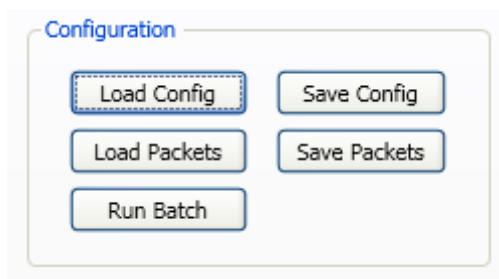 Configuration
Load Config Save Config
Load Packets Save Packets
Run Batch